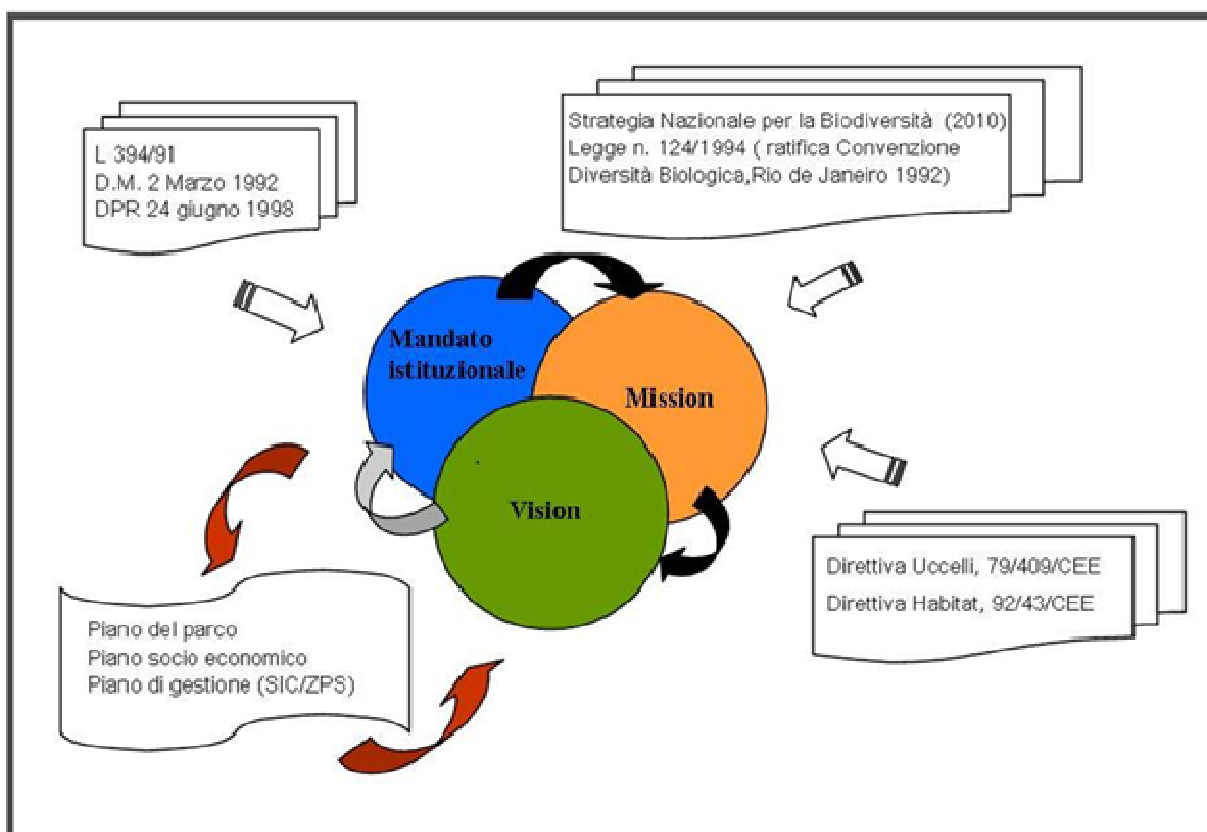 L 394/91
D.M. 2 Marzo 1992
DPR 24 giugno 1998
Strategia Nazionale per la Biodiversità (2010)
Legge n. 124/1994 ( ratifica Convenzione
Diversità Biologica,Rio de Janeiro 1992)
Mandato
istituzionale
Mission
Vision
Direttiva Uccelli, 79/409/CEE
Direttiva Habitat, 92/43/CEE
Piano del parco
Piano socio economico
Piano di gestione (SIC/ZPS)